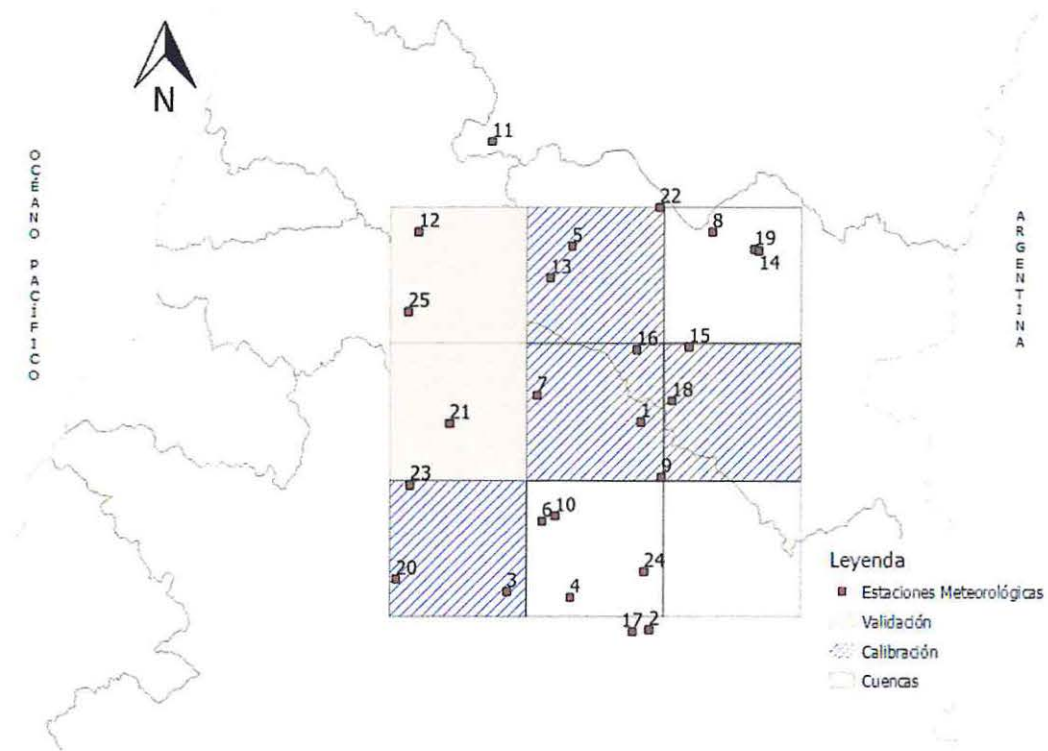 N
OCÉANO PACÍFICO
ARGENTINA
11
22
12
8
5
19
14
13
25
16
15
7
18
1
21
9
23
6 10
24
20
3
4
17 2
Leyenda
Estaciones Meteorológicas
Validación
Calibración
Cuencas